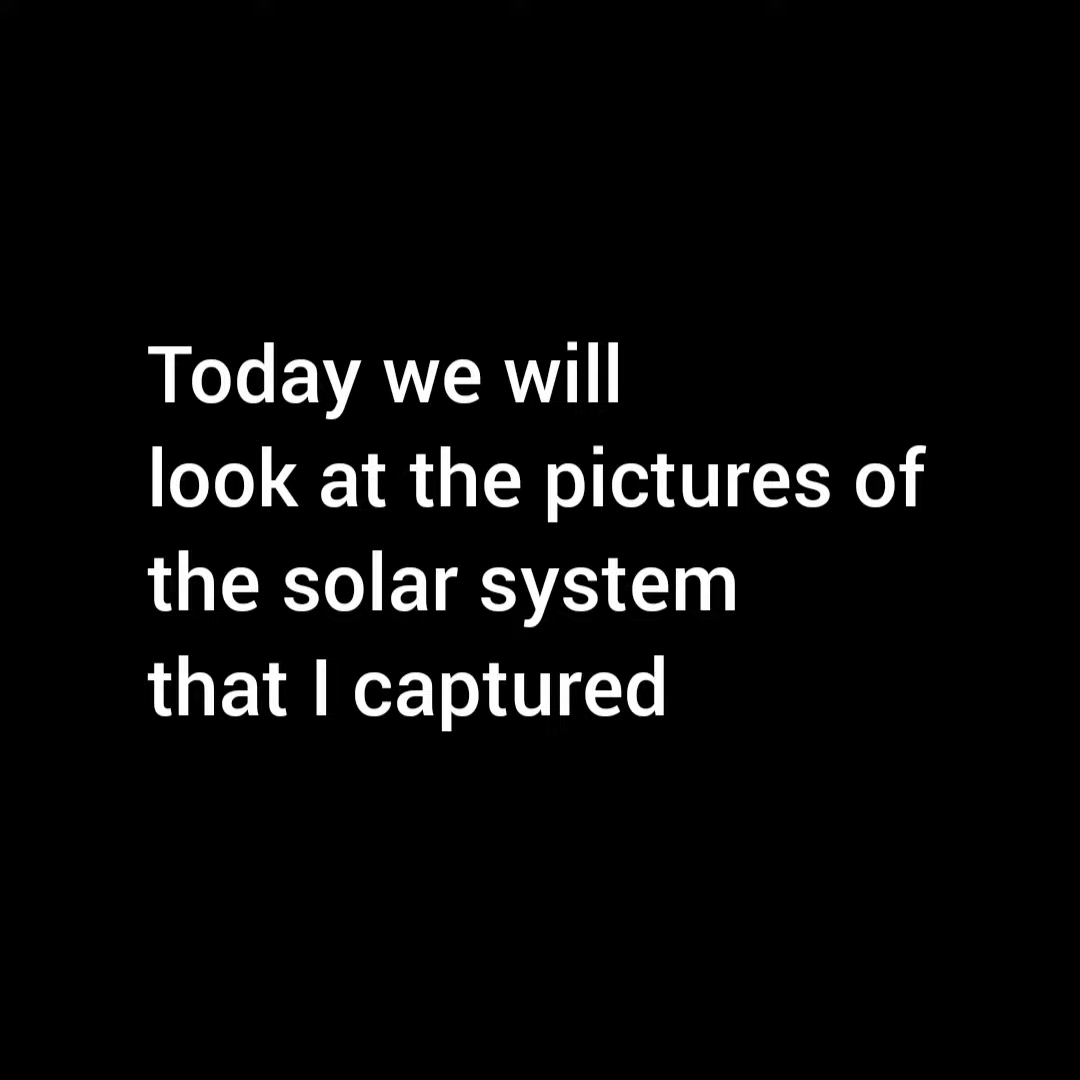 Today we will
look at the pictures of
the solar system
that I captured